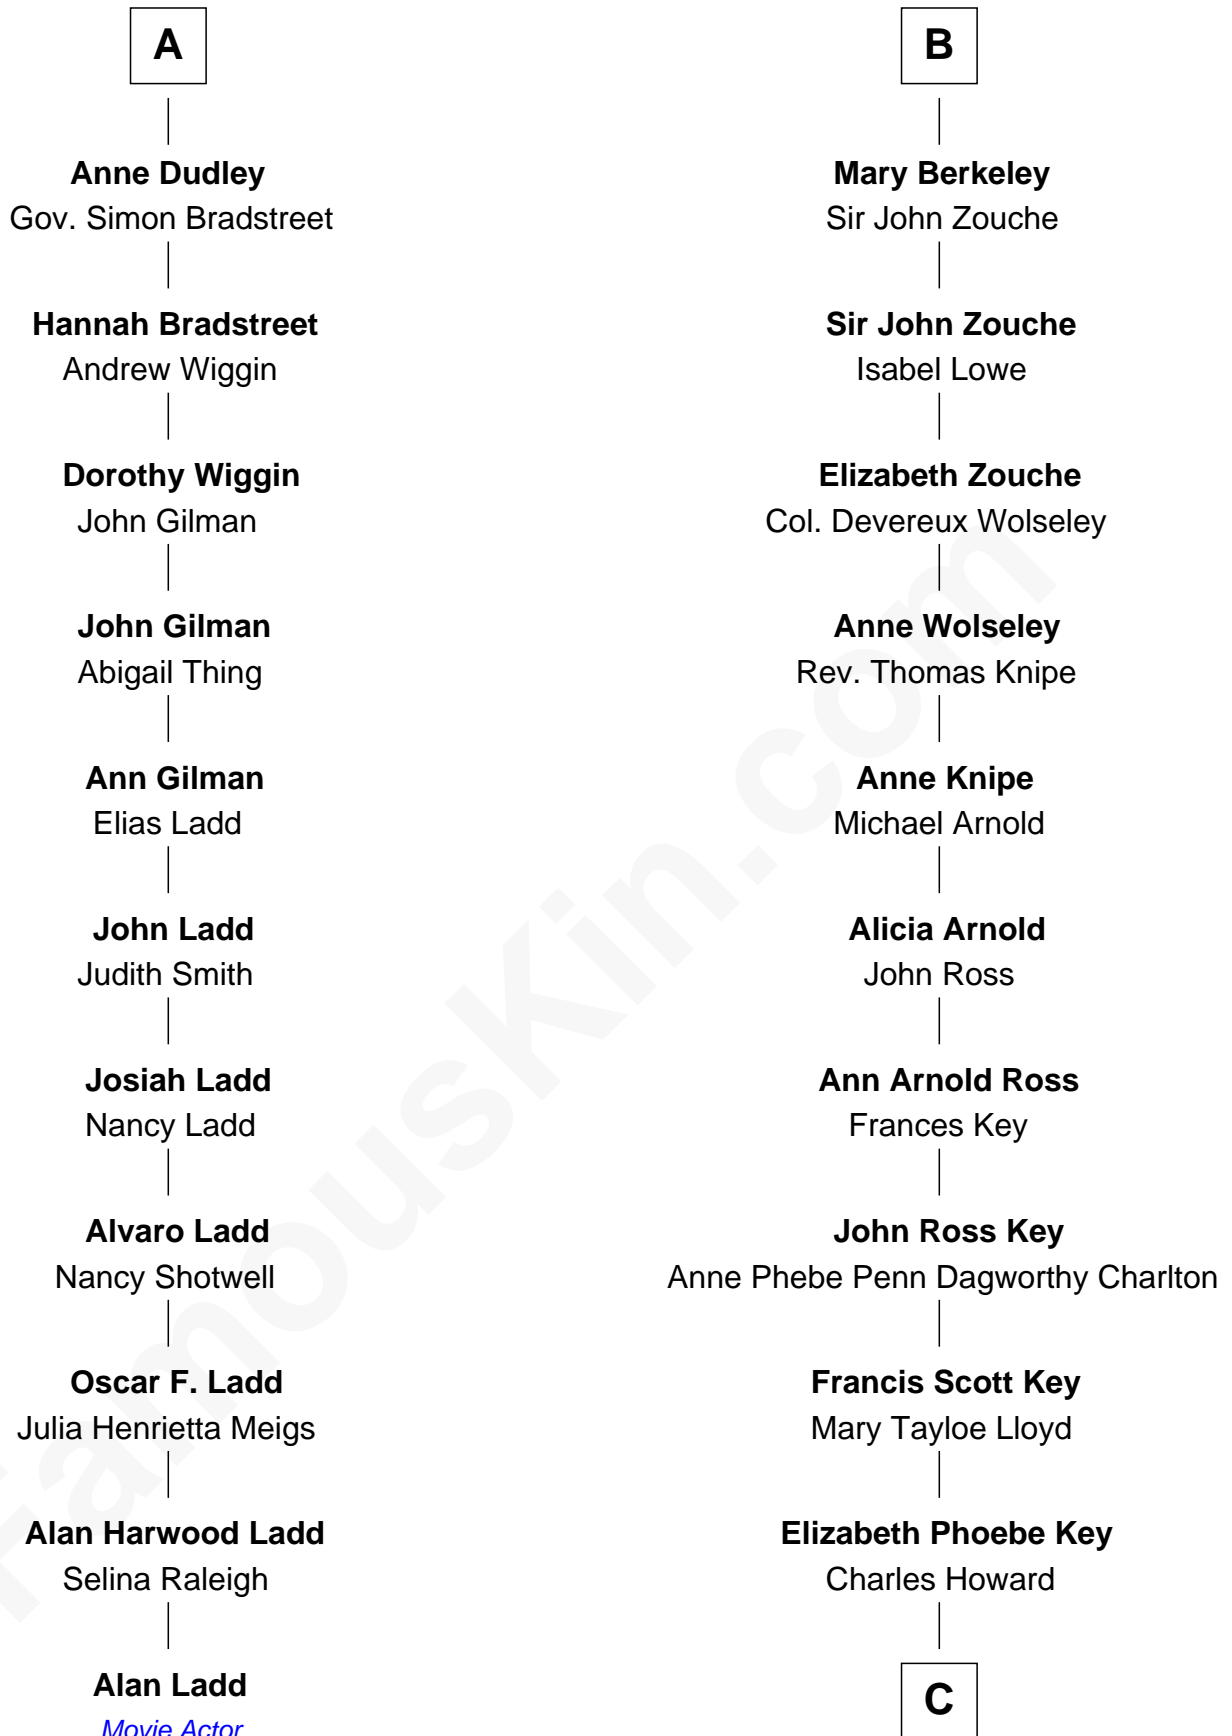 A
Anne Dudley
Gov. Simon Bradstreet
Hannah Bradstreet
Andrew Wiggin
Dorothy Wiggin
John Gilman
John Gilman
Abigail Thing
Ann Gilman
Elias Ladd
John Ladd
Judith Smith
Josiah Ladd
Nancy Ladd
Alvaro Ladd
Nancy Shotwell
Oscar F. Ladd
Julia Henrietta Meigs
Alan Harwood Ladd
Selina Raleigh
Alan Ladd
Movie Actor
B
Mary Berkeley
Sir John Zouche
Sir John Zouche
Isabel Lowe
Elizabeth Zouche
Col. Devereux Wolseley
Anne Wolseley
Rev. Thomas Knipe
Anne Knipe
Michael Arnold
Alicia Arnold
John Ross
Ann Arnold Ross
Frances Key
John Ross Key
Anne Phebe Penn Dagworthy Charlton
Francis Scott Key
Mary Tayloe Lloyd
Elizabeth Phoebe Key
Charles Howard
C
FamousKin.com